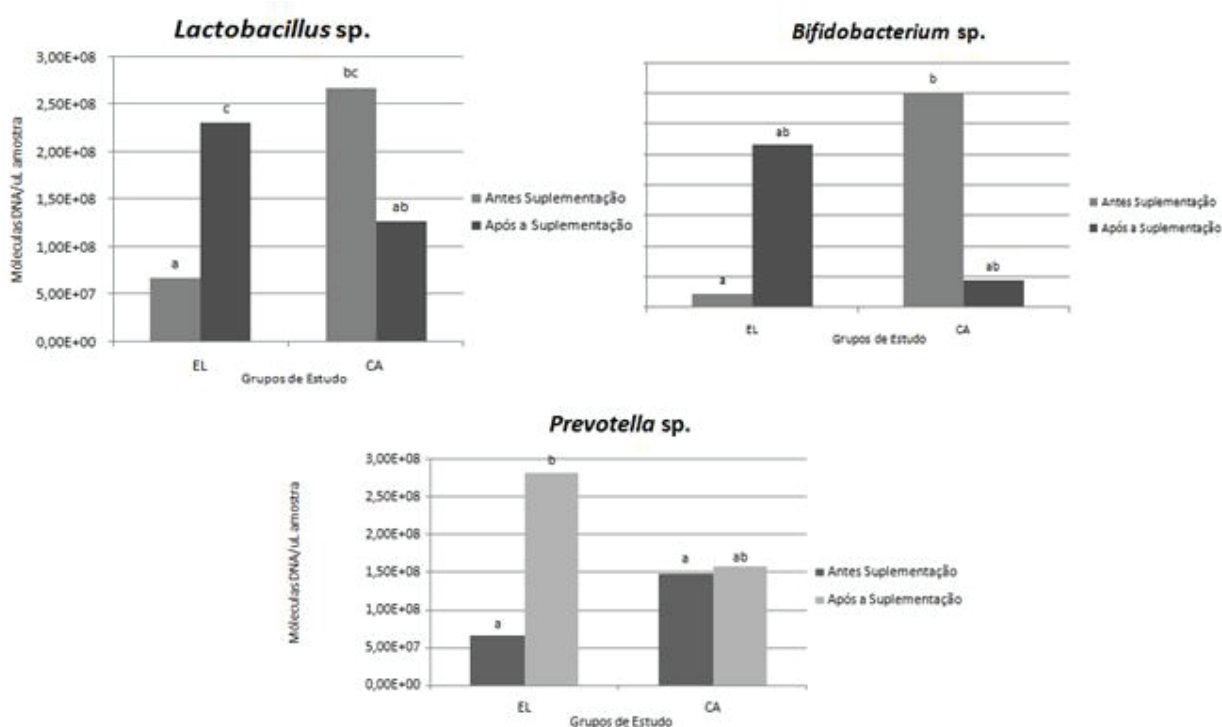 Lactobacillus sp.
3,00E+08
2,50E+08
2,00E+08
1,50E+08
1,00E+08
5,00E+07
0,00E+00
Móleculas DNA/uL amostra
a
c
bc
ab
EL
CA
Grupos de Estudo
Antes Suplementação
Após a Suplementação
Bifidobacterium sp.
a
ab
b
ab
EL
CA
Grupos de Estudo
Antes Suplementação
Após a Suplementação
Prevotella sp.
3,00E+08
2,50E+08
2,00E+08
1,50E+08
1,00E+08
5,00E+07
0,00E+00
Móleculas DNA/uL amostra
a
b
a
ab
EL
CA
Grupos de Estudo
Antes Suplementação
Após a Suplementação